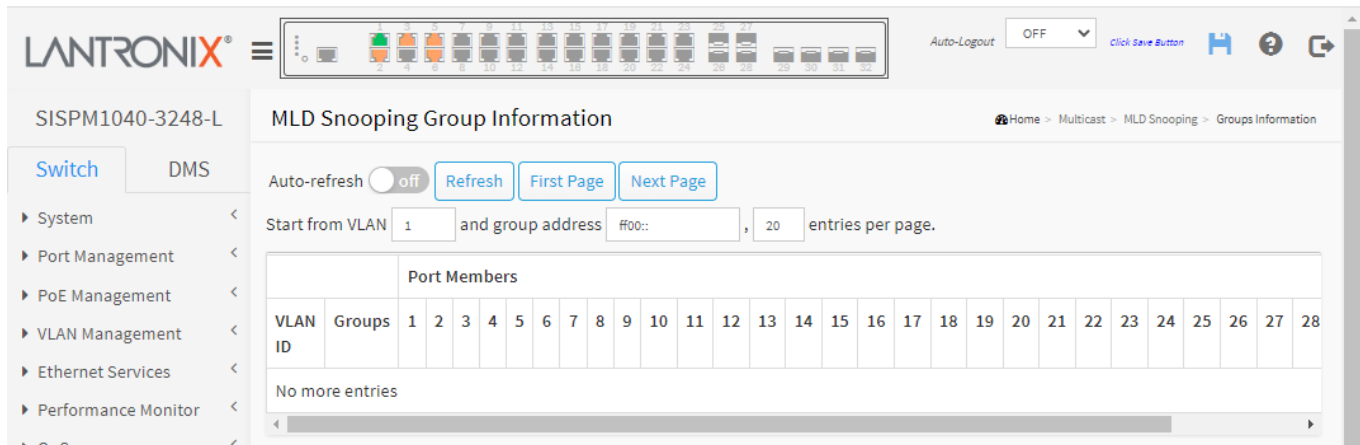 1 3 5 7 9 11 13 15 17 19 21 23 25 27
LANTRONIX®
Auto-Logout OFF Click Save Button
2 4 6 8 10 12 14 16 18 20 22 24 26 28 29 30 31 32
SISPM1040-3248-L
MLD Snooping Group Information
Home > Multicast > MLD Snooping > Groups Information
Switch DMS
Auto-refresh off Refresh First Page Next Page
System
Start from VLAN 1 and group address ff00:: , 20 entries per page.
Port Management
Port Members
PoE Management
VLAN ID Groups 1 2 3 4 5 6 7 8 9 10 11 12 13 14 15 16 17 18 19 20 21 22 23 24 25 26 27 28
VLAN Management
Ethernet Services
No more entries
Performance Monitor